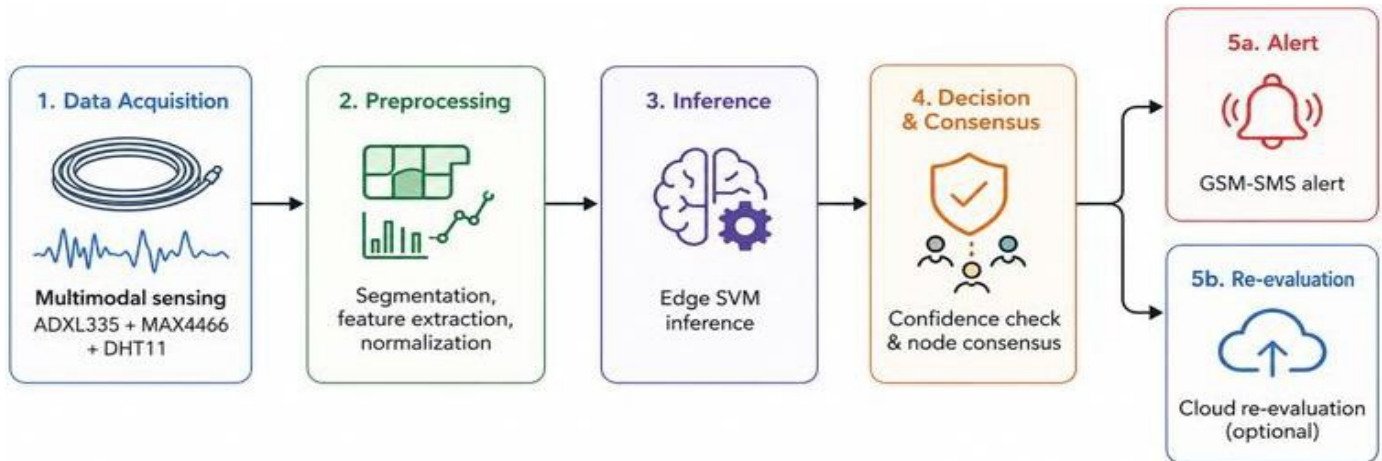 1. Data Acquisition
Multimodal sensing
ADXL335 + MAX4466
+ DHT11
2. Preprocessing
Segmentation,
feature extraction,
normalization
3. Inference
Edge SVM
inference
4. Decision
& Consensus
Confidence check
& node consensus
5a. Alert
GSM-SMS alert
5b. Re-evaluation
Cloud re-evaluation
(optional)